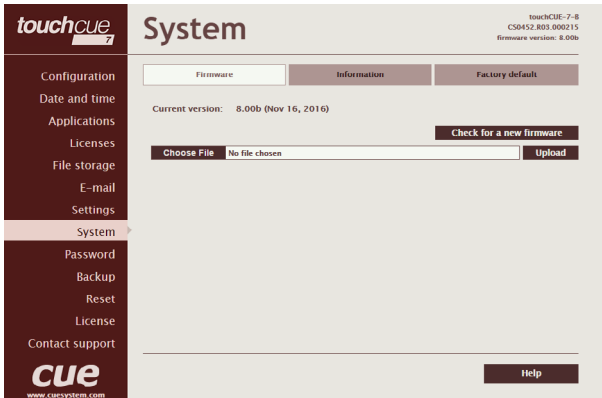 touchcue
7
System
touchCUE-7-B
CS0452.R03.000215
firmware version: 8.00b
Configuration
Date and time
Applications
Licenses
File storage
E-mail
Settings
System
Password
Backup
Reset
License
Contact support
cue
www.cuesystem.com
Firmware
Information
Factory default
Current version: 8.00b (Nov 16, 2016)
Check for a new firmware
Choose File No file chosen Upload
Help